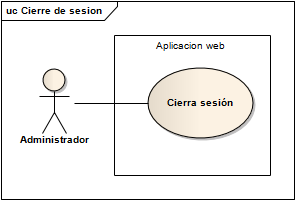 uc Cierre de sesion
Aplicacion web
Cierra sesión
Administrador